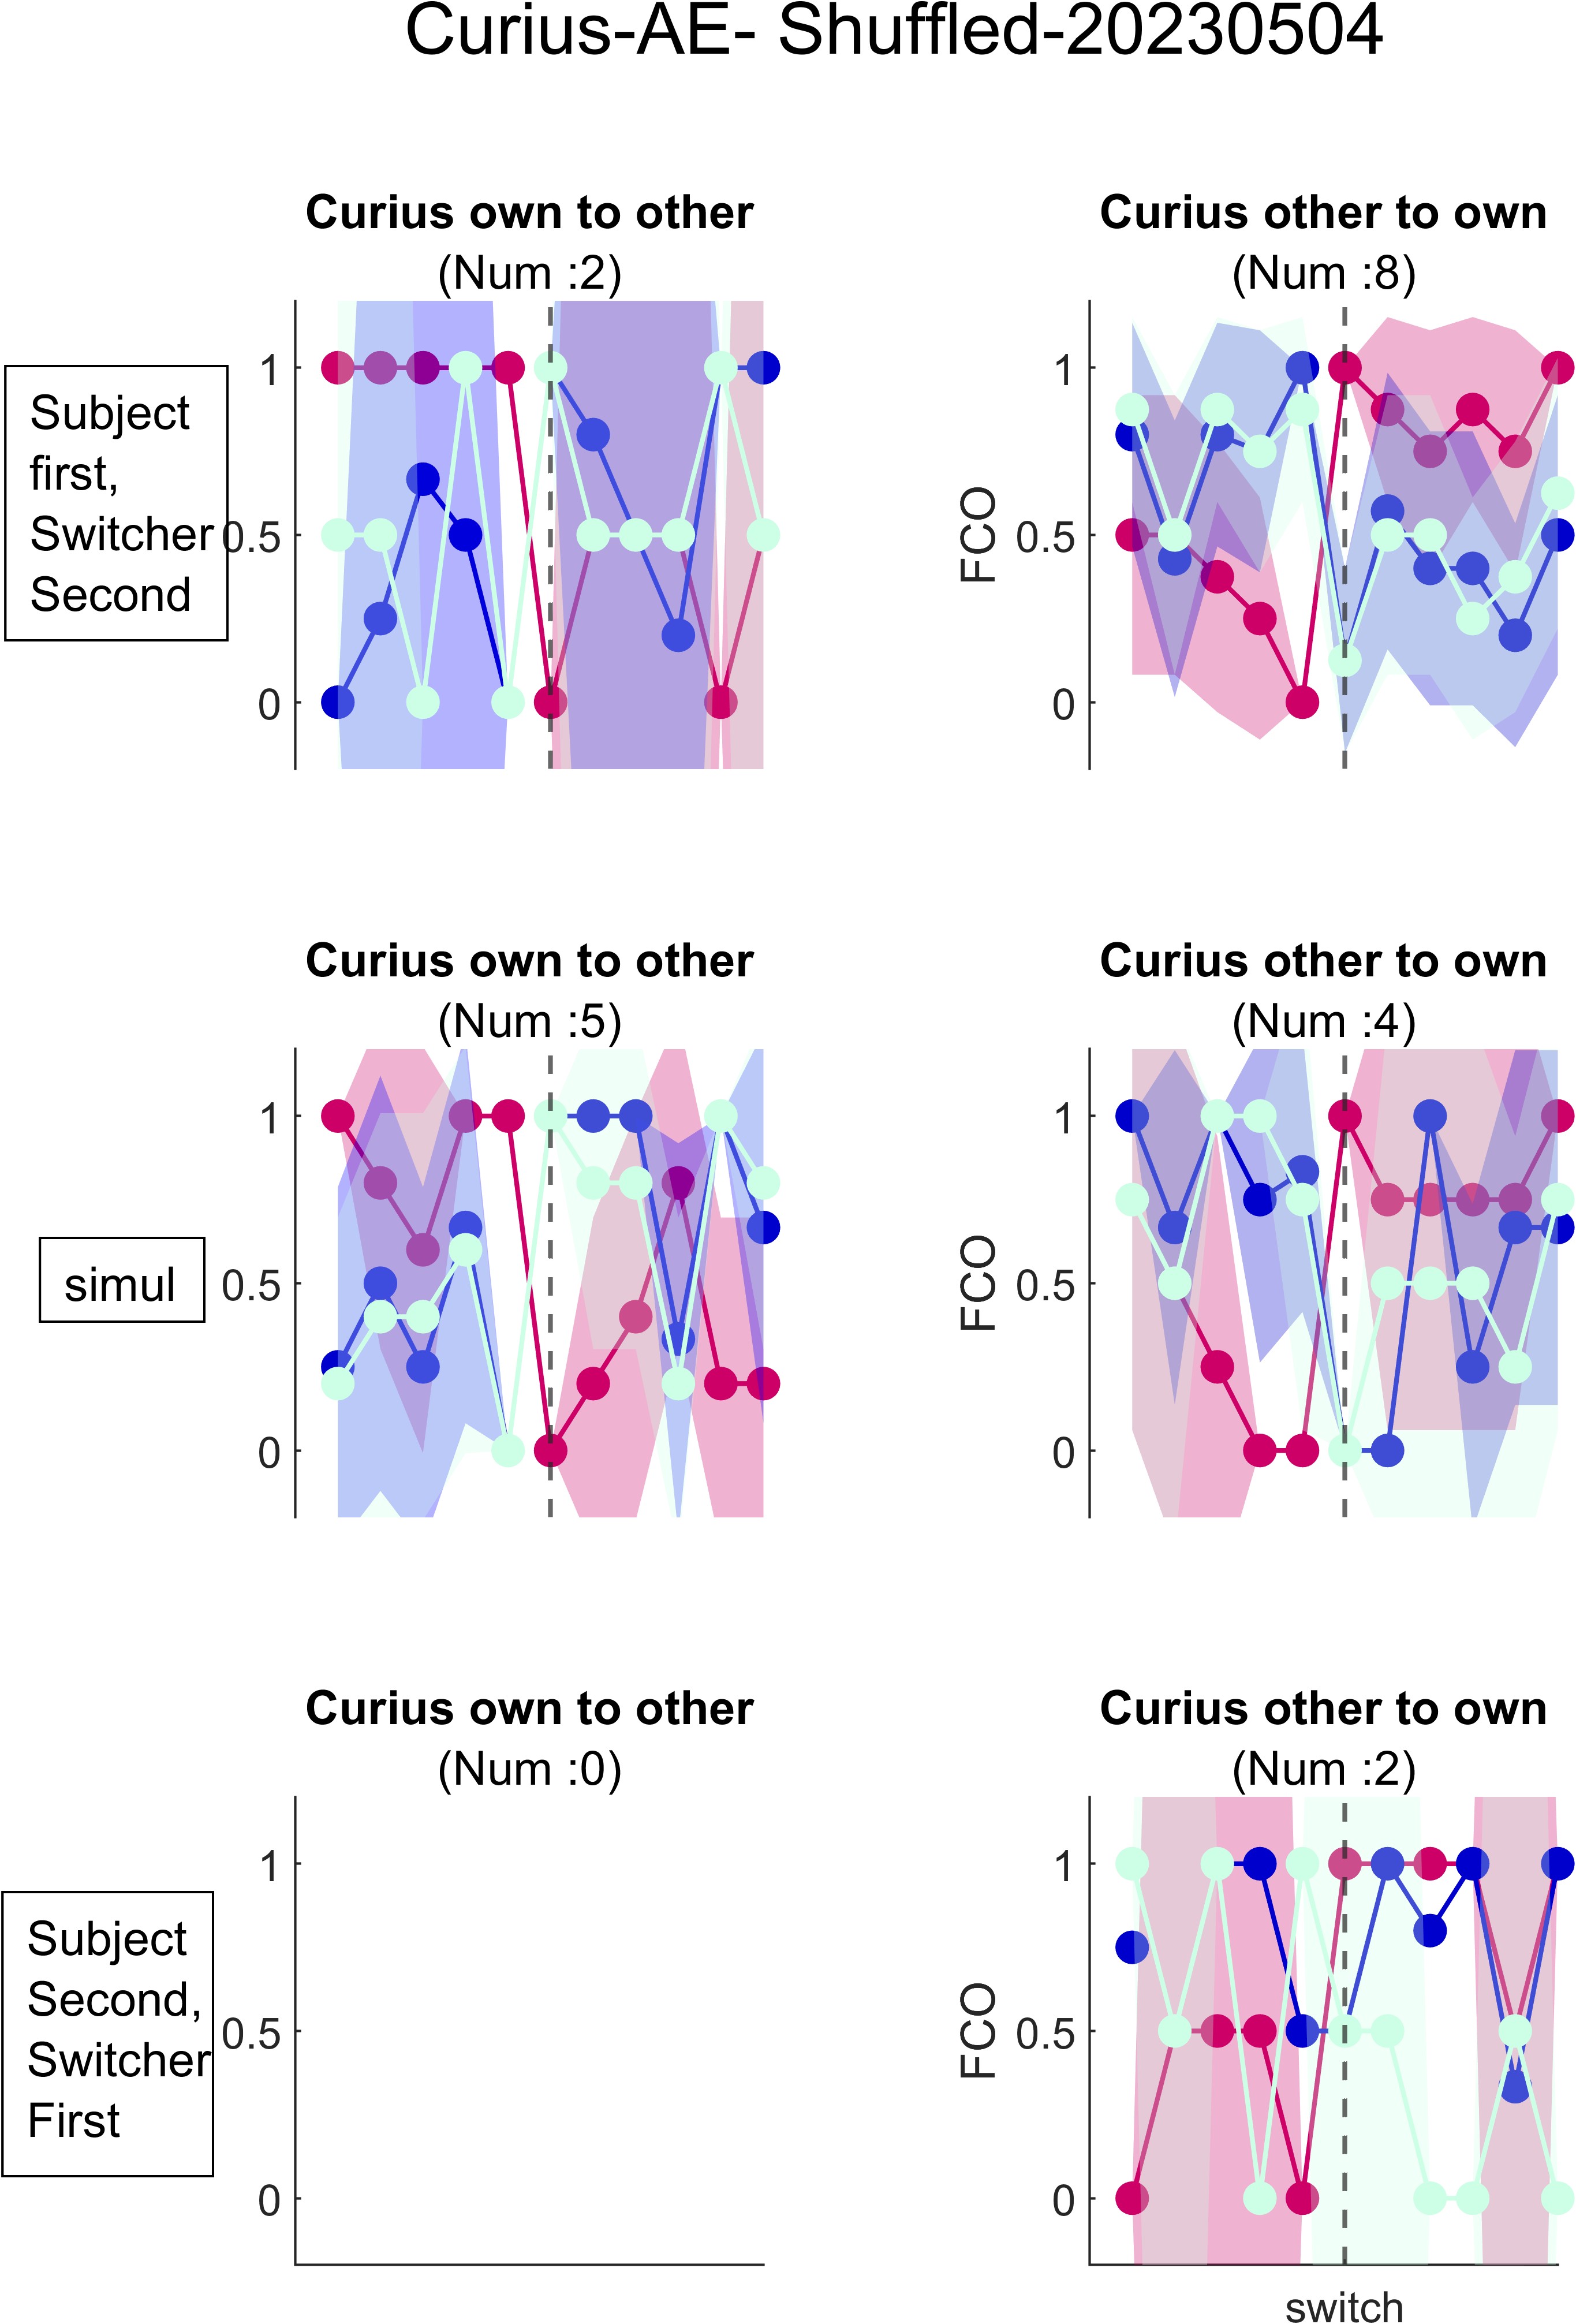 Curius-AE- Shuffled-20230504
Curius own to other
(Num :2)
Curius other to own
(Num :8)
Subject
first,
Switcher
Second
1
0.5
0
FCO
1
0.5
0
Curius own to other
(Num :5)
Curius other to own
(Num :4)
simul
1
0.5
0
FCO
1
0.5
0
Curius own to other
(Num :0)
Curius other to own
(Num :2)
Subject
Second,
Switcher
First
1
0.5
0
FCO
1
0.5
0
switch